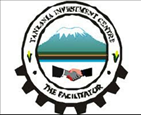 TANZANIA INVESTMENT CENTRE
THE FACILITATOR